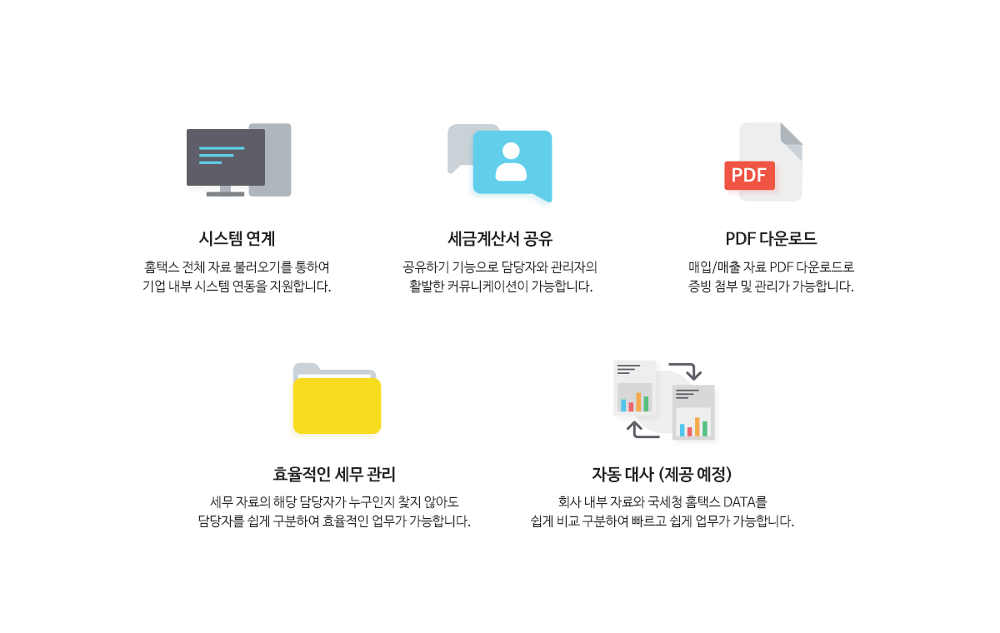 PDF
시스템 연계
홈택스 전체 자료 불러오기를 통하여
기업 내부 시스템 연동을 지원합니다.
세금계산서 공유
공유하기 기능으로 담당자와 관리자의
활발한 커뮤니케이션이 가능합니다.
PDF 다운로드
매입/매출 자료 PDF 다운로드로
증빙 첨부 및 관리가 가능합니다.
효율적인 세무 관리
세무 자료의 해당 담당자가 누구인지 찾지 않아도
담당자를 쉽게 구분하여 효율적인 업무가 가능합니다.
자동 대사 (제공 예정)
회사 내부 자료와 국세청 홈택스 DATA를
쉽게 비교 구분하여 빠르고 쉽게 업무가 가능합니다.